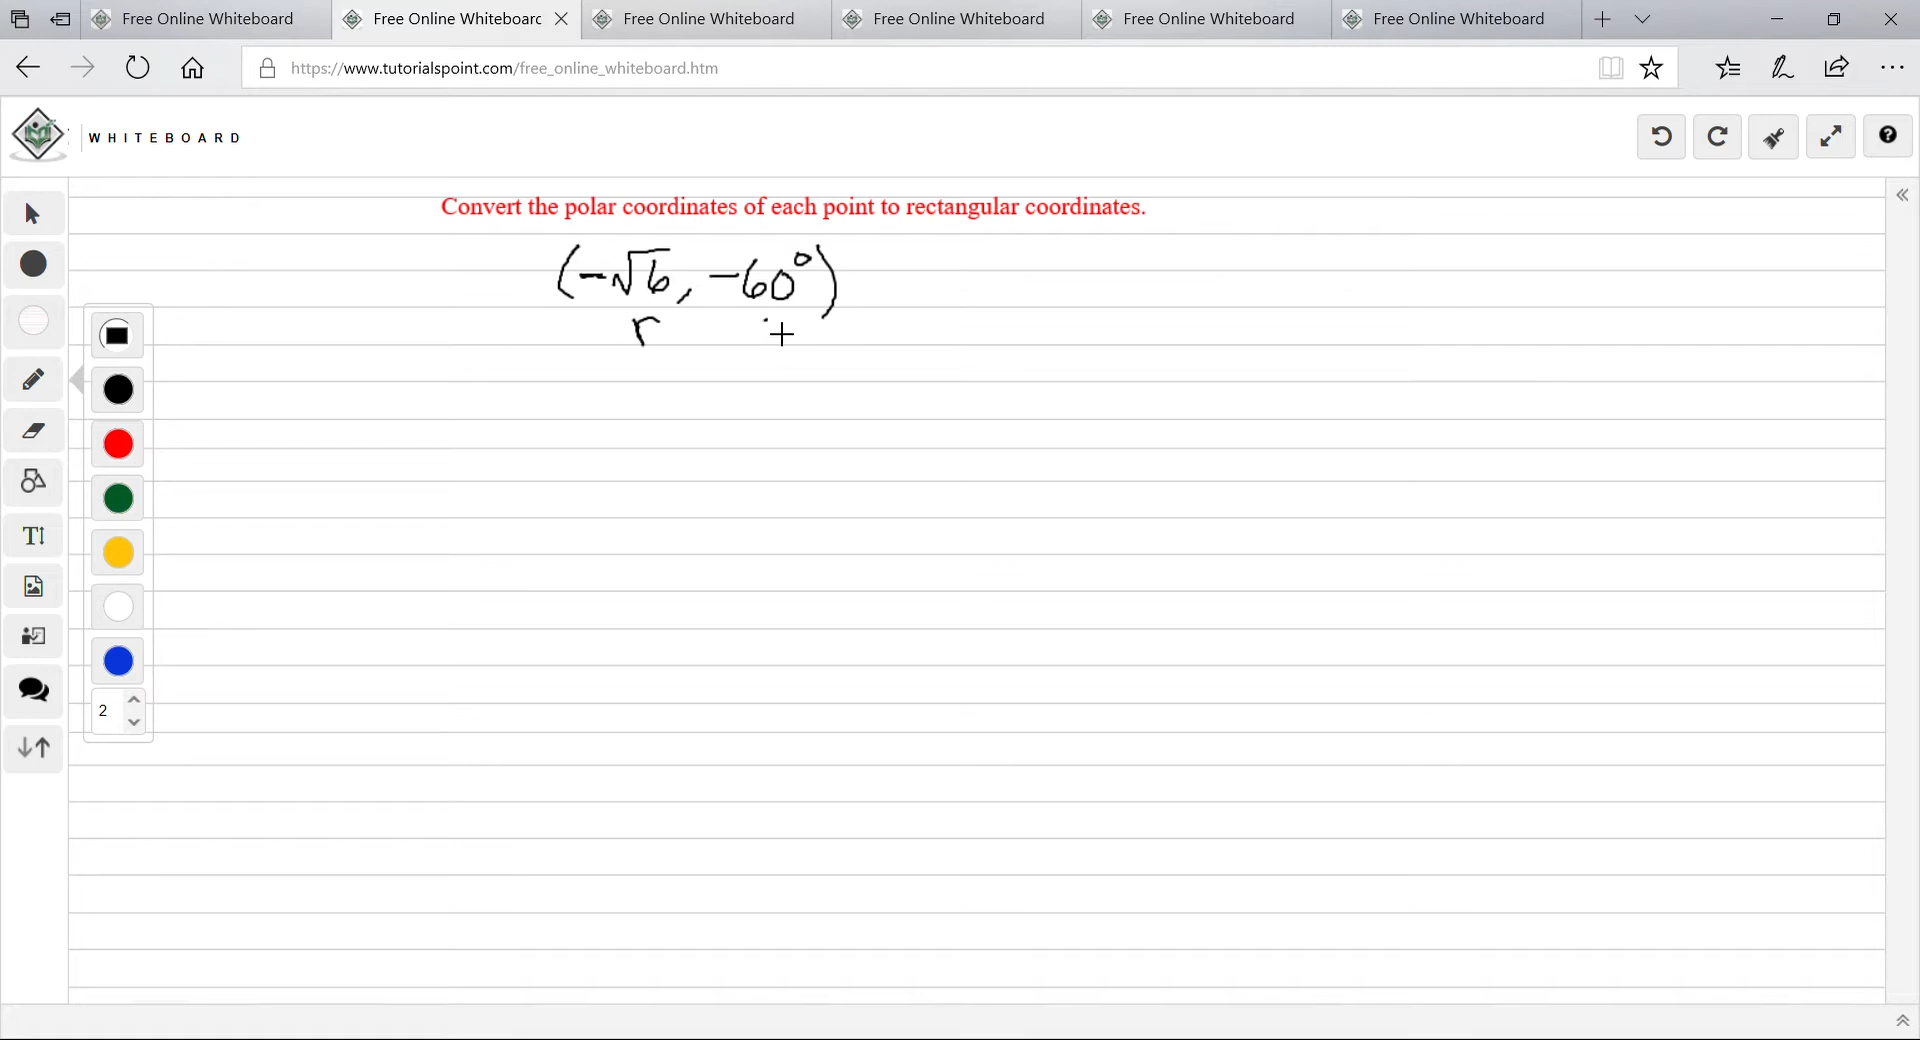 Free Online Whiteboard Free Online Whiteboarc Free Online Whiteboard Free Online Whiteboard Free Online Whiteboard Free Online Whiteboard
https://www.tutorialspoint.com/free_online_whiteboard.htm
WHITEBOARD
Convert the polar coordinates of each point to rectangular coordinates.
(-√6, -60°)
r
2